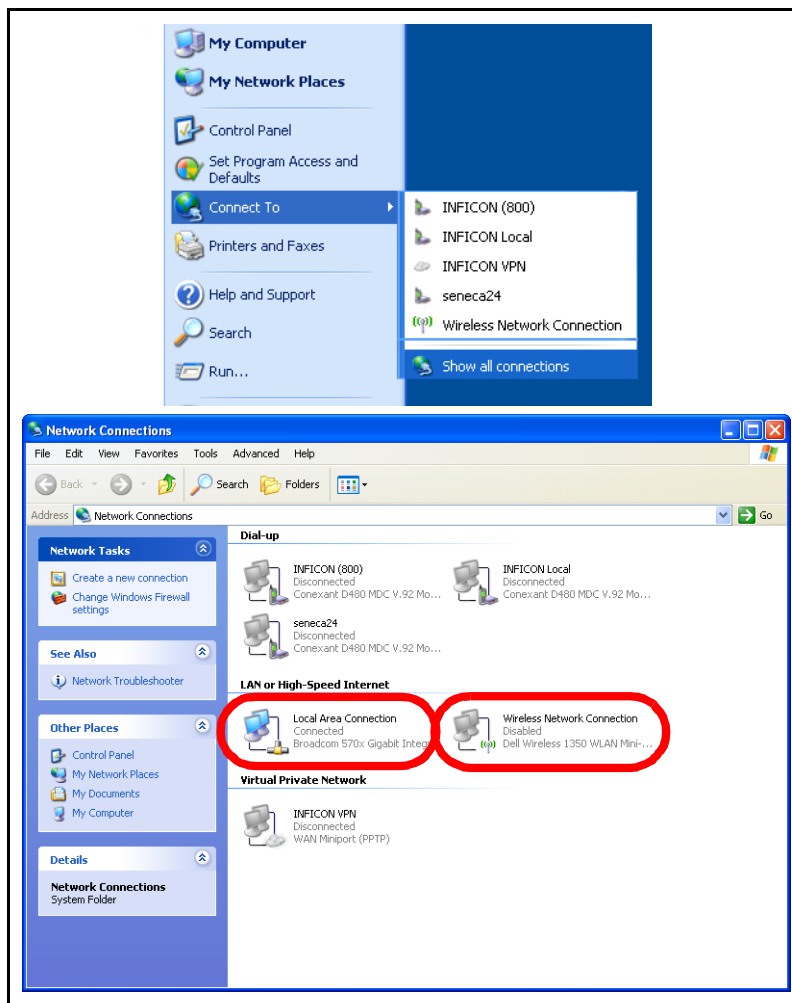 My Computer
My Network Places
Control Panel
Set Program Access and
Defaults
Connect To
Printers and Faxes
Help and Support
Search
Run...
INFICON (800)
INFICON Local
INFICON VPN
seneca24
Wireless Network Connection
Show all connections
Network Connections
File Edit View Favorites Tools Advanced Help
Back Search Folders
Address Network Connections Go
Network Tasks
Create a new connection
Change Windows Firewall
settings
See Also
Network Troubleshooter
Other Places
Control Panel
My Network Places
My Documents
My Computer
Details
Network Connections
System Folder
Dial-up
INFICON (800)
Disconnected
Conexant D480 MDC V.92 Mo...
INFICON Local
Disconnected
Conexant D480 MDC V.92 Mo...
seneca24
Disconnected
Conexant D480 MDC V.92 Mo...
LAN or High-Speed Internet
Local Area Connection
Connected
Broadcom 570x Gigabit Integ
Wireless Network Connection
Disabled
Dell Wireless 1350 WLAN Mini-...
Virtual Private Network
INFICON VPN
Disconnected
WAN Miniport (PPTP)